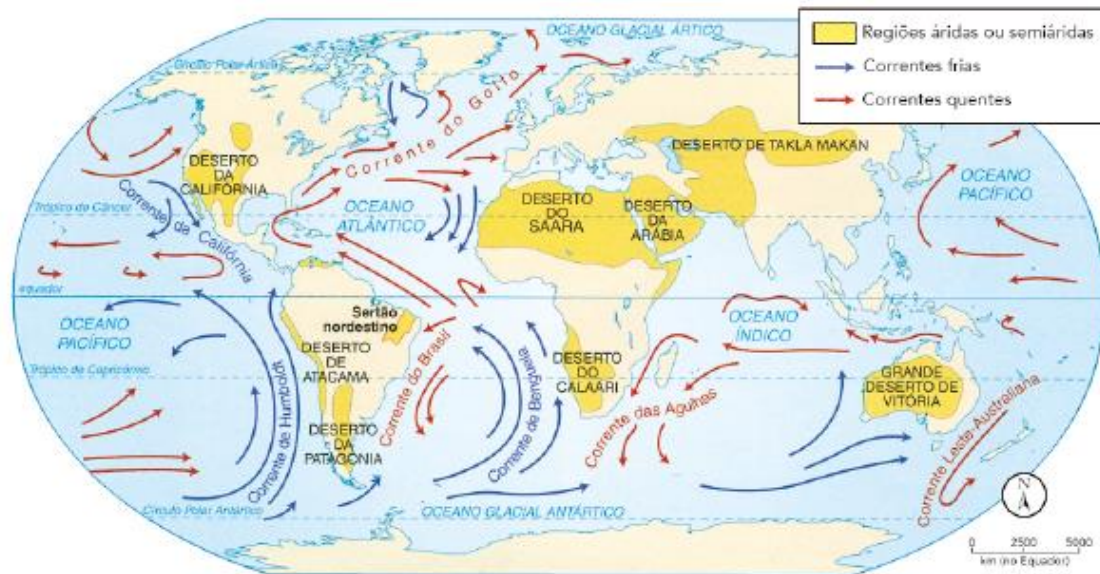 OCEANO GLACIAL ÁRTICO
Regiões áridas ou semiáridas
Correntes frias
Correntes quentes
Círculo Polar Ártico
Corrente do Golfo
DESERTO
DA
CALIFÓRNIA
DESERTO DE TAKLA MAKAN
Corrente da Califórnia
Trópico de Câncer
OCEANO
ATLÂNTICO
DESERTO
DO
SAARA
DESERTO
DA
ARÁBIA
OCEANO
PACÍFICO
equador
OCEANO
PACÍFICO
Sertão
nordestino
OCEANO
ÍNDICO
Trópico de Capricórnio
DESERTO
DE
ATACAMA
Corrente do Brasil
Corrente de Benguela
DESERTO
DO
CALAARI
GRANDE
DESERTO DE
VITÓRIA
Corrente de Humboldt
Corrente das Agulhas
Corrente Leste-Australiana
DESERTO
DA
PATAGÔNIA
Círculo Polar Antártico
OCEANO GLACIAL ANTÁRTICO
N
0 2500 5000
km (no Equador)